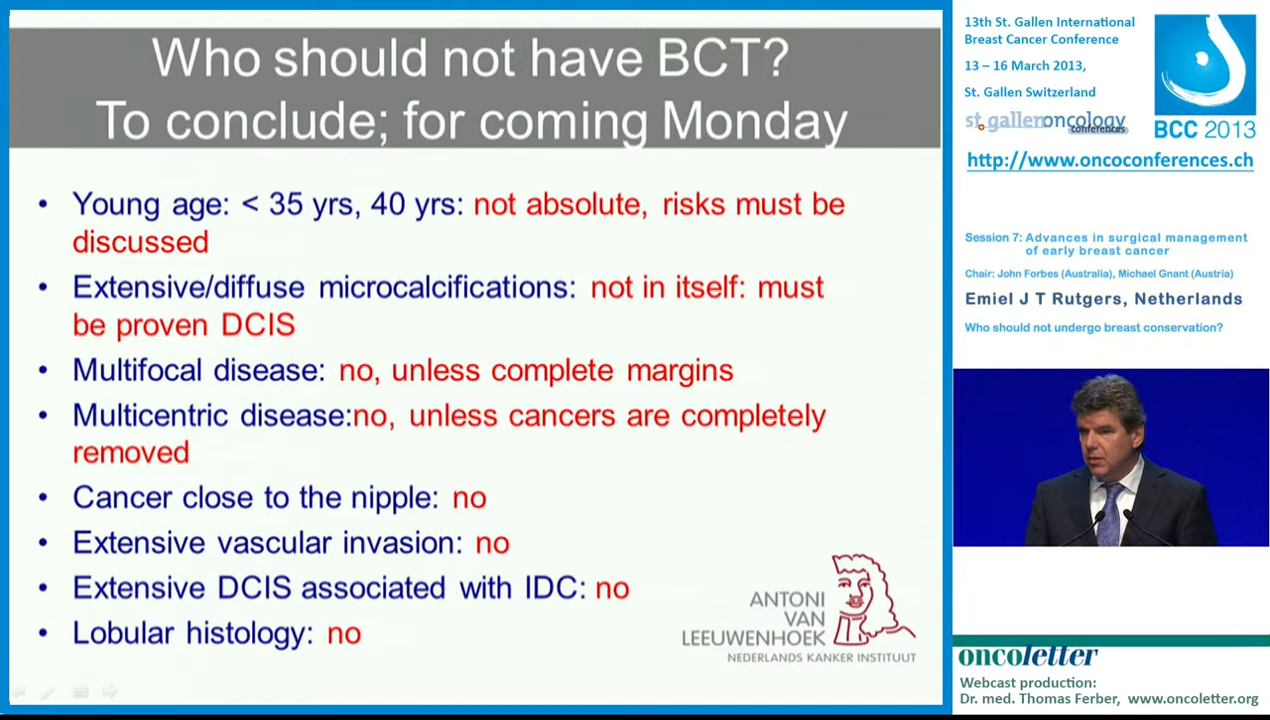 Who should not have BCT?
To conclude; for coming Monday
• Young age: < 35 yrs, 40 yrs: not absolute, risks must be
discussed
• Extensive/diffuse microcalcifications: not in itself: must
be proven DCIS
• Multifocal disease: no, unless complete margins
• Multicentric disease:no, unless cancers are completely
removed
• Cancer close to the nipple: no
• Extensive vascular invasion: no
• Extensive DCIS associated with IDC: no
• Lobular histology: no
ANTONI
VAN
LEEUWENHOEK
NEDERLANDS KANKER INSTITUUT
13th St. Gallen International
Breast Cancer Conference
13 – 16 March 2013,
St. Gallen Switzerland
st.gallenoncology
conferences
BCC 2013
http://www.oncoconferences.ch
Session 7: Advances in surgical management
of early breast cancer
Chair: John Forbes (Australia), Michael Gnant (Austria)
Emiel J T Rutgers, Netherlands
Who should not undergo breast conservation?
oncoletter
Webcast production:
Dr. med. Thomas Ferber, www.oncoletter.org